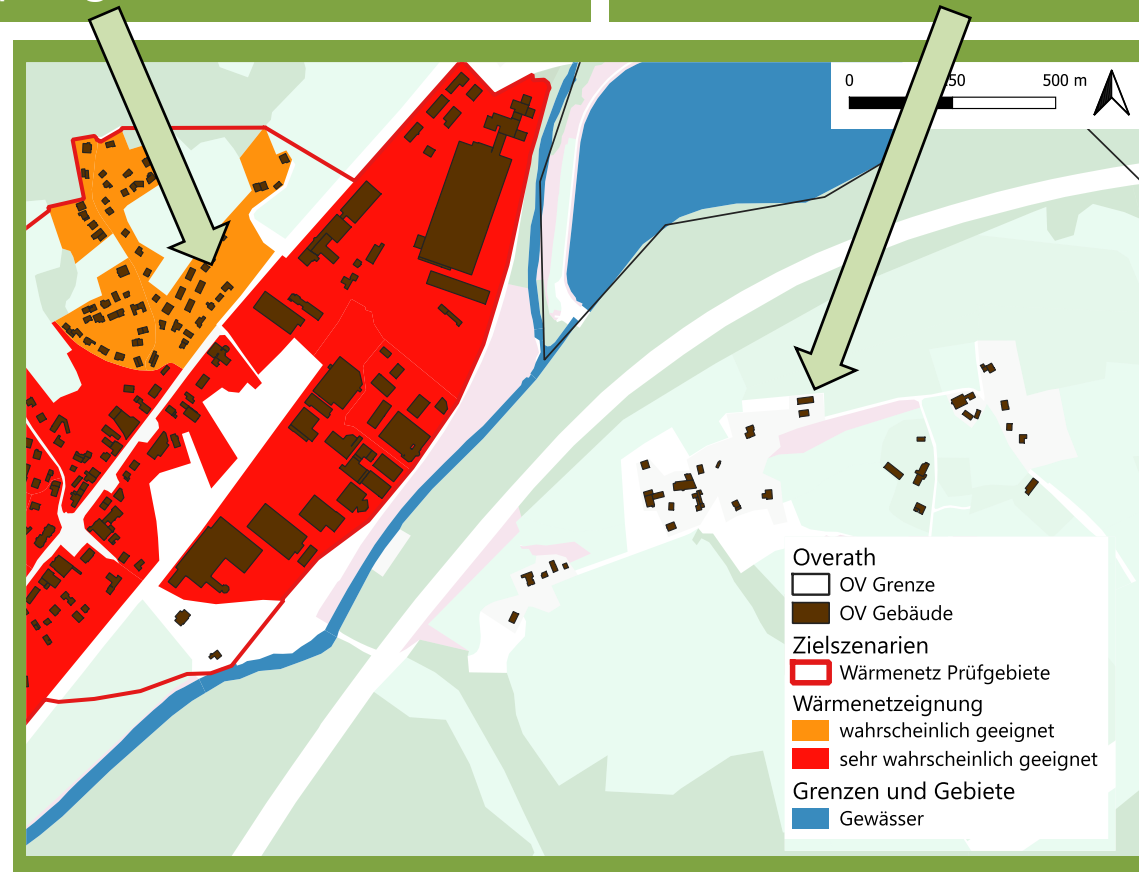 0 500 m
Overath
OV Grenze
OV Gebäude
Zielszenarien
Wärmenetz Prüfgebiete
Wärmenetzeignung
wahrscheinlich geeignet
sehr wahrscheinlich geeignet
Grenzen und Gebiete
Gewässer